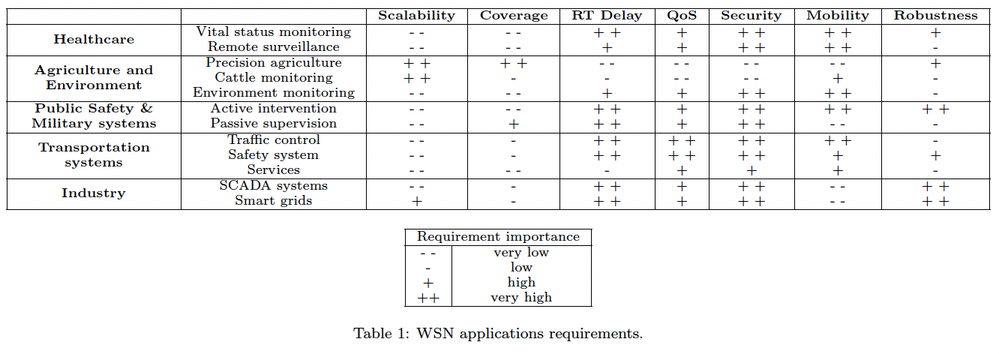 Scalability Coverage RT Delay QoS Security Mobility Robustness
Healthcare Vital status monitoring - - - - + + + + + + + +
Remote surveillance - - - - + + + + + + -
Agriculture and Environment Precision agriculture + + + + - - - - - - - - +
Cattle monitoring + + - - - - - - + -
Environment monitoring - - - - + + + + + + -
Public Safety & Military systems Active intervention - - - - + + + + + + + + +
Passive supervision - - + + + + + + - - -
Transportation systems Traffic control - - - + + + + + + + + -
Safety system - - - + + + + + + + +
Services - - - - + + + -
Industry SCADA systems - - - + + + + + - - + +
Smart grids + - + + + + + - - + +
Requirement importance
- - very low
- low
+ high
++ very high
Table 1: WSN applications requirements.